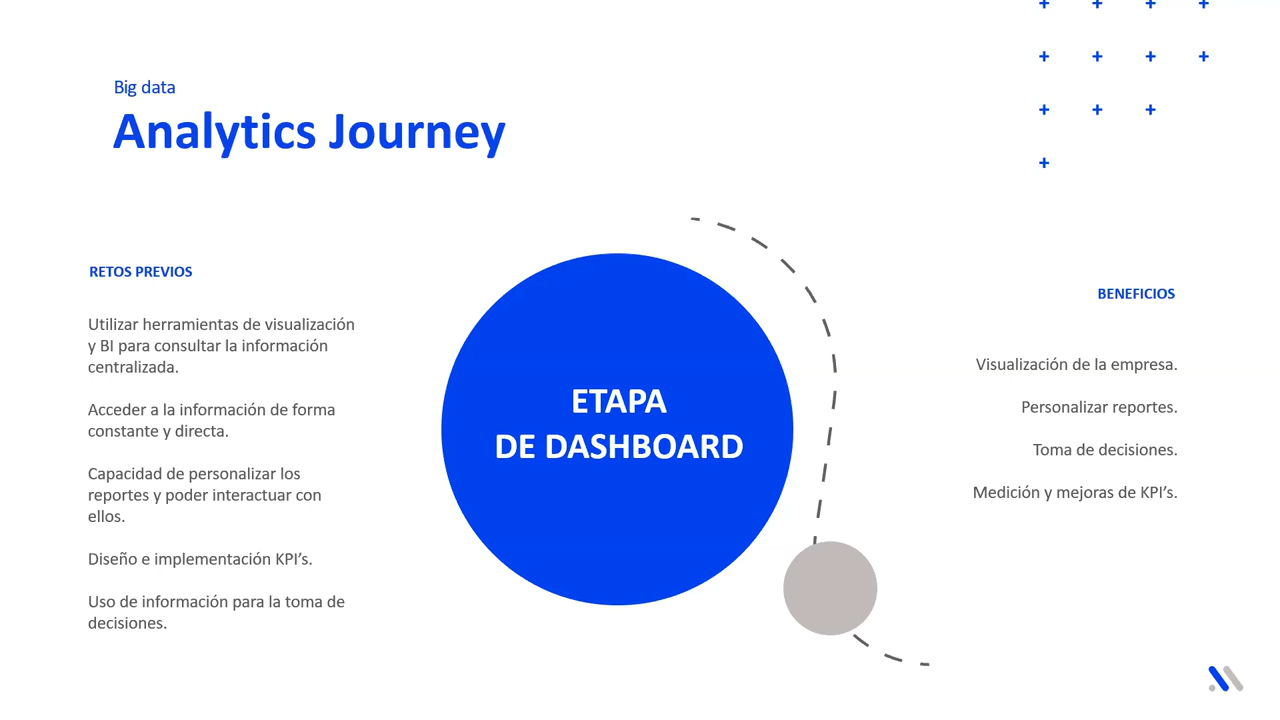 Big data
Analytics Journey
RETOS PREVIOS
Utilizar herramientas de visualización
y BI para consultar la información
centralizada.
Acceder a la información de forma
constante y directa.
Capacidad de personalizar los
reportes y poder interactuar con
ellos.
Diseño e implementación KPI’s.
Uso de información para la toma de
decisiones.
ETAPA
DE DASHBOARD
BENEFICIOS
Visualización de la empresa.
Personalizar reportes.
Toma de decisiones.
Medición y mejoras de KPI’s.